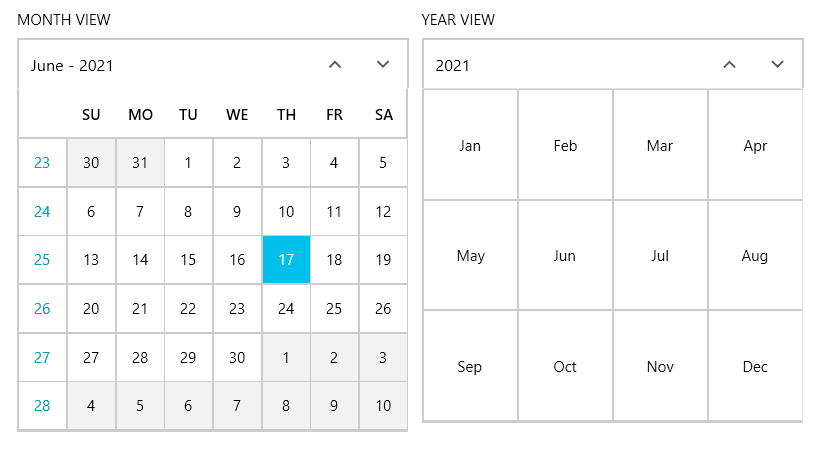 MONTH VIEW
June - 2021
SU MO TU WE TH FR SA
23 30 31 1 2 3 4 5
24 6 7 8 9 10 11 12
25 13 14 15 16 17 18 19
26 20 21 22 23 24 25 26
27 27 28 29 30 1 2 3
28 4 5 6 7 8 9 10
YEAR VIEW
2021
Jan Feb Mar Apr
May Jun Jul Aug
Sep Oct Nov Dec